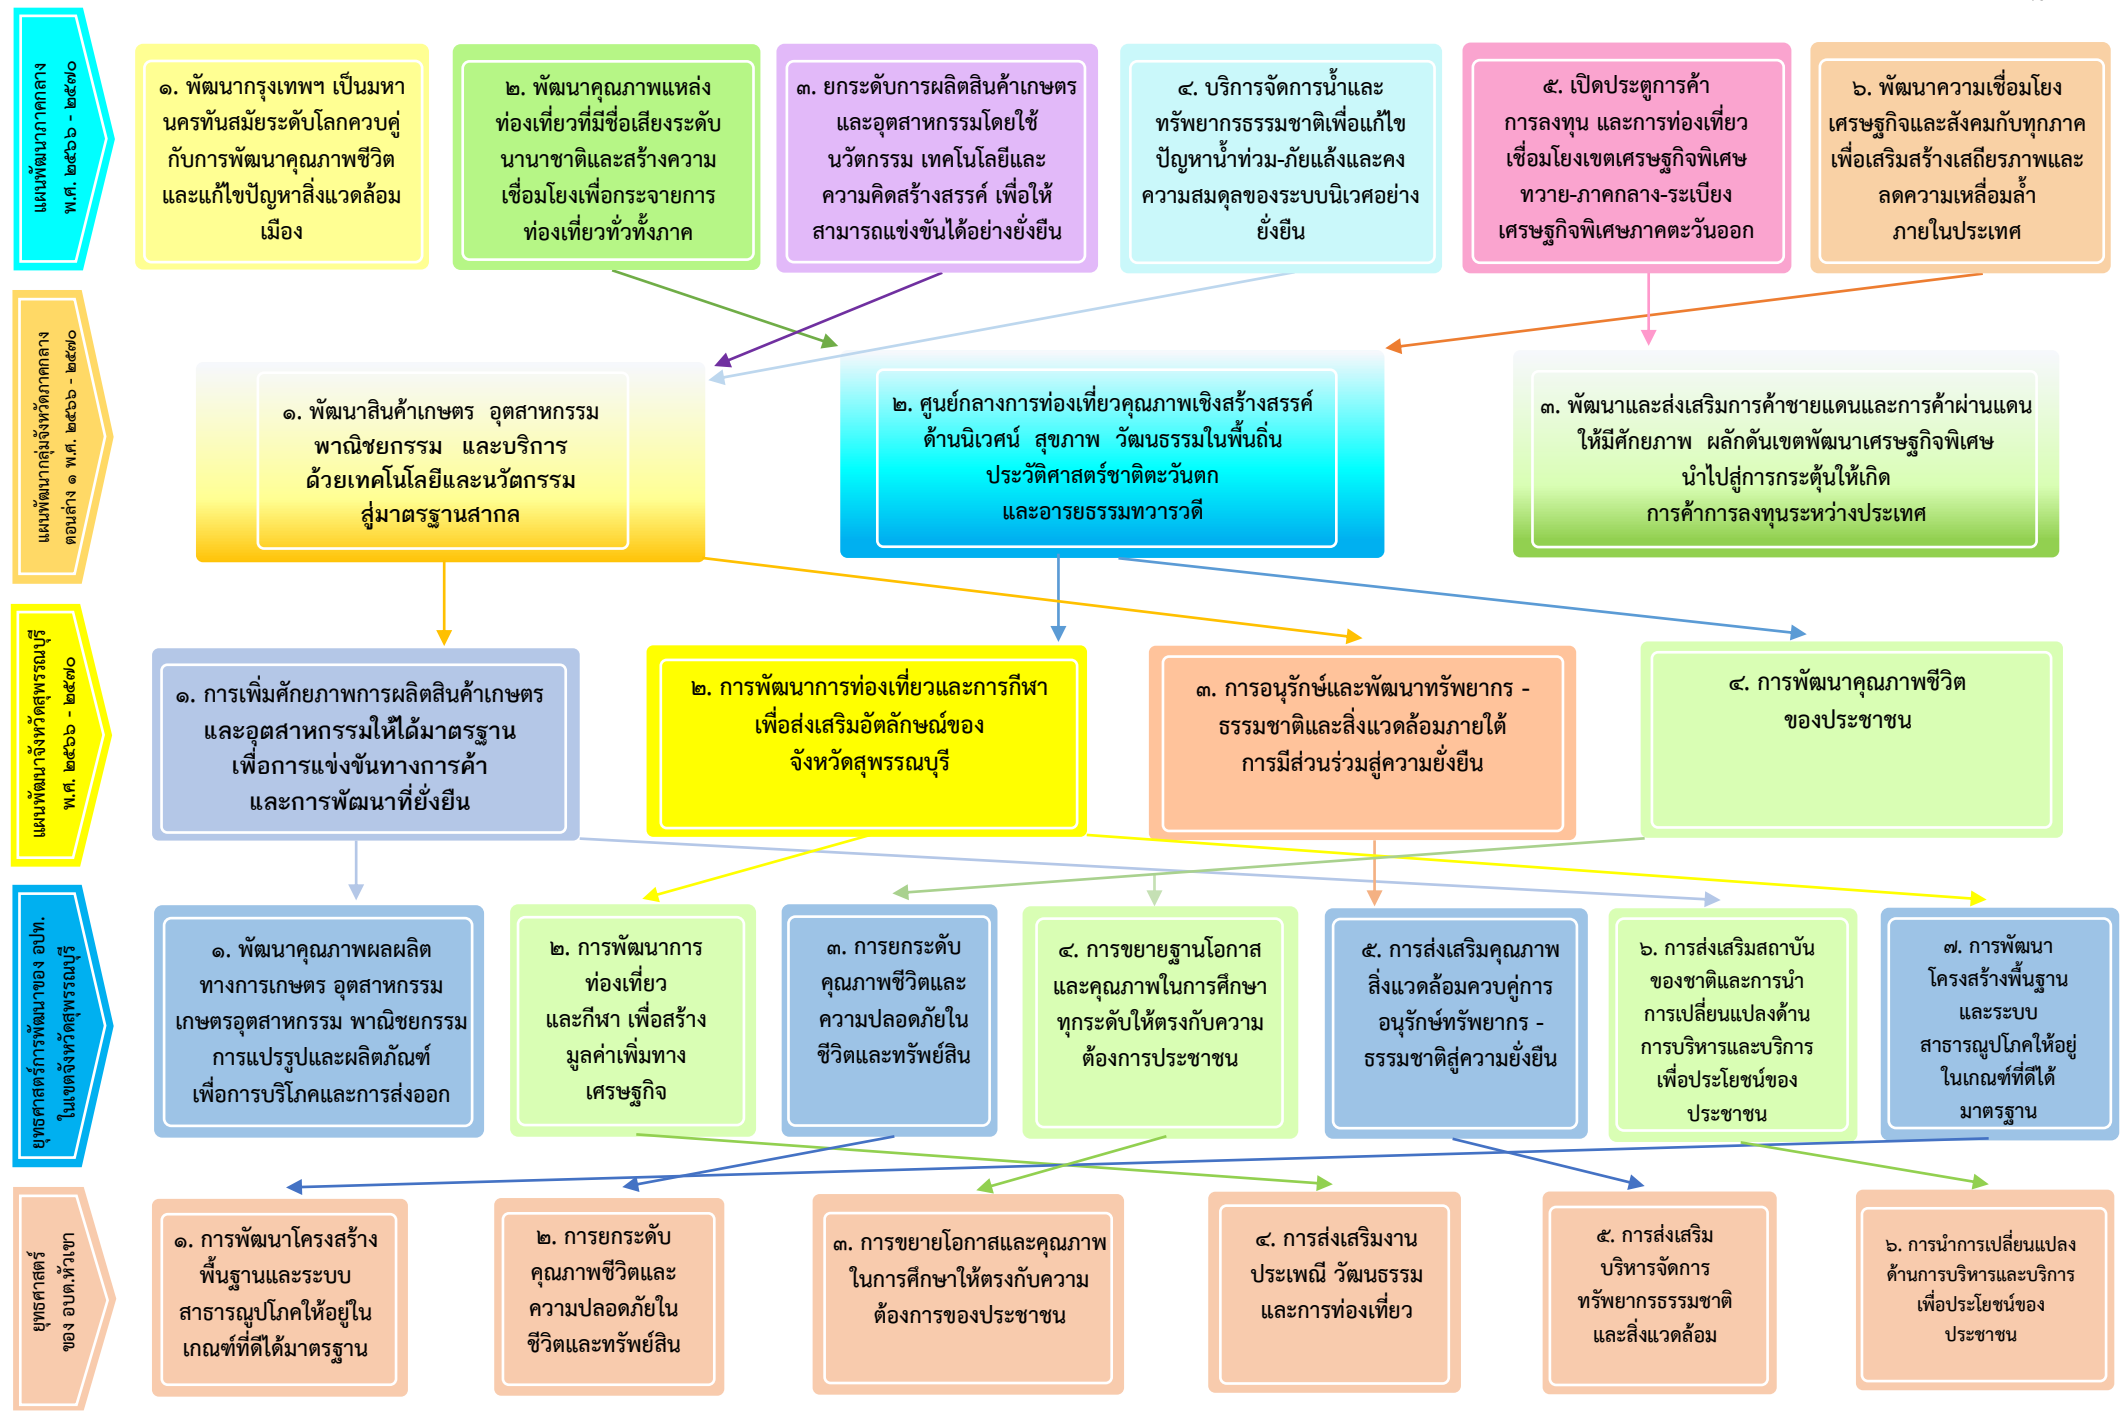 แผนพัฒนาภาคกลาง
พ.ศ. ๒๕๖๖ - ๒๕๗๐
๑. พัฒนากรุงเทพฯ เป็นมหา
นครทันสมัยระดับโลกควบคู่
กับการพัฒนาคุณภาพชีวิต
และแก้ไขปัญหาสิ่งแวดล้อม
เมือง
๒. พัฒนาคุณภาพแหล่ง
ท่องเที่ยวที่มีชื่อเสียงระดับ
นานาชาติและสร้างความ
เชื่อมโยงเพื่อกระจายการ
ท่องเที่ยวทั่วทั้งภาค
๓. ยกระดับการผลิตสินค้าเกษตร
และอุตสาหกรรมโดยใช้
นวัตกรรม เทคโนโลยีและ
ความคิดสร้างสรรค์ เพื่อให้
สามารถแข่งขันได้อย่างยั่งยืน
๔. บริการจัดการน้ำและ
ทรัพยากรธรรมชาติเพื่อแก้ไข
ปัญหาน้ำท่วม-ภัยแล้งและคง
ความสมดุลของระบบนิเวศอย่าง
ยั่งยืน
๕. เปิดประตูการค้า
การลงทุน และการท่องเที่ยว
เชื่อมโยงเขตเศรษฐกิจพิเศษ
ทวาย-ภาคกลาง-ระเบียง
เศรษฐกิจพิเศษภาคตะวันออก
๖. พัฒนาความเชื่อมโยง
เศรษฐกิจและสังคมกับทุกภาค
เพื่อเสริมสร้างเสถียรภาพและ
ลดความเหลื่อมล้ำ
ภายในประเทศ
แผนพัฒนากลุ่มจังหวัดภาคกลาง
ตอนล่าง ๑ พ.ศ. ๒๕๖๖ - ๒๕๗๐
๑. พัฒนาสินค้าเกษตร อุตสาหกรรม
พาณิชยกรรม และบริการ
ด้วยเทคโนโลยีและนวัตกรรม
สู่มาตรฐานสากล
๒. ศูนย์กลางการท่องเที่ยวคุณภาพเชิงสร้างสรรค์
ด้านนิเวศน์ สุขภาพ วัฒนธรรมในพื้นถิ่น
ประวัติศาสตร์ชาติตะวันตก
และอารยธรรมทวารวดี
๓. พัฒนาและส่งเสริมการค้าชายแดนและการค้าผ่านแดน
ให้มีศักยภาพ ผลักดันเขตพัฒนาเศรษฐกิจพิเศษ
นำไปสู่การกระตุ้นให้เกิด
การค้าการลงทุนระหว่างประเทศ
แผนพัฒนาจังหวัดสุพรรณบุรี
พ.ศ. ๒๕๖๖ - ๒๕๗๐
๑. การเพิ่มศักยภาพการผลิตสินค้าเกษตร
และอุตสาหกรรมให้ได้มาตรฐาน
เพื่อการแข่งขันทางการค้า
และการพัฒนาที่ยั่งยืน
๒. การพัฒนาการท่องเที่ยวและการกีฬา
เพื่อส่งเสริมอัตลักษณ์ของ
จังหวัดสุพรรณบุรี
๓. การอนุรักษ์และพัฒนาทรัพยากร -
ธรรมชาติและสิ่งแวดล้อมภายใต้
การมีส่วนร่วมสู่ความยั่งยืน
๔. การพัฒนาคุณภาพชีวิต
ของประชาชน
ยุทธศาสตร์การพัฒนาของ อปท.
ในเขตจังหวัดสุพรรณบุรี
๑. พัฒนาคุณภาพผลผลิต
ทางการเกษตร อุตสาหกรรม
เกษตรอุตสาหกรรม พาณิชยกรรม
การแปรรูปและผลิตภัณฑ์
เพื่อการบริโภคและการส่งออก
๒. การพัฒนาการ
ท่องเที่ยว
และกีฬา เพื่อสร้าง
มูลค่าเพิ่มทาง
เศรษฐกิจ
๓. การยกระดับ
คุณภาพชีวิตและ
ความปลอดภัยใน
ชีวิตและทรัพย์สิน
๔. การขยายฐานโอกาส
และคุณภาพในการศึกษา
ทุกระดับให้ตรงกับความ
ต้องการประชาชน
๕. การส่งเสริมคุณภาพ
สิ่งแวดล้อมควบคู่การ
อนุรักษ์ทรัพยากร -
ธรรมชาติสู่ความยั่งยืน
๖. การส่งเสริมสถาบัน
ของชาติและการนำ
การเปลี่ยนแปลงด้าน
การบริหารและบริการ
เพื่อประโยชน์ของ
ประชาชน
๗. การพัฒนา
โครงสร้างพื้นฐาน
และระบบ
สาธารณูปโภคให้อยู่
ในเกณฑ์ที่ดีได้
มาตรฐาน
ยุทธศาสตร์
ของ อบต.หัวเขา
๑. การพัฒนาโครงสร้าง
พื้นฐานและระบบ
สาธารณูปโภคให้อยู่ใน
เกณฑ์ที่ดีได้มาตรฐาน
๒. การยกระดับ
คุณภาพชีวิตและ
ความปลอดภัยใน
ชีวิตและทรัพย์สิน
๓. การขยายโอกาสและคุณภาพ
ในการศึกษาให้ตรงกับความ
ต้องการของประชาชน
๔. การส่งเสริมงาน
ประเพณี วัฒนธรรม
และการท่องเที่ยว
๕. การส่งเสริม
บริหารจัดการ
ทรัพยากรธรรมชาติ
และสิ่งแวดล้อม
๖. การนำการเปลี่ยนแปลง
ด้านการบริหารและบริการ
เพื่อประโยชน์ของ
ประชาชน